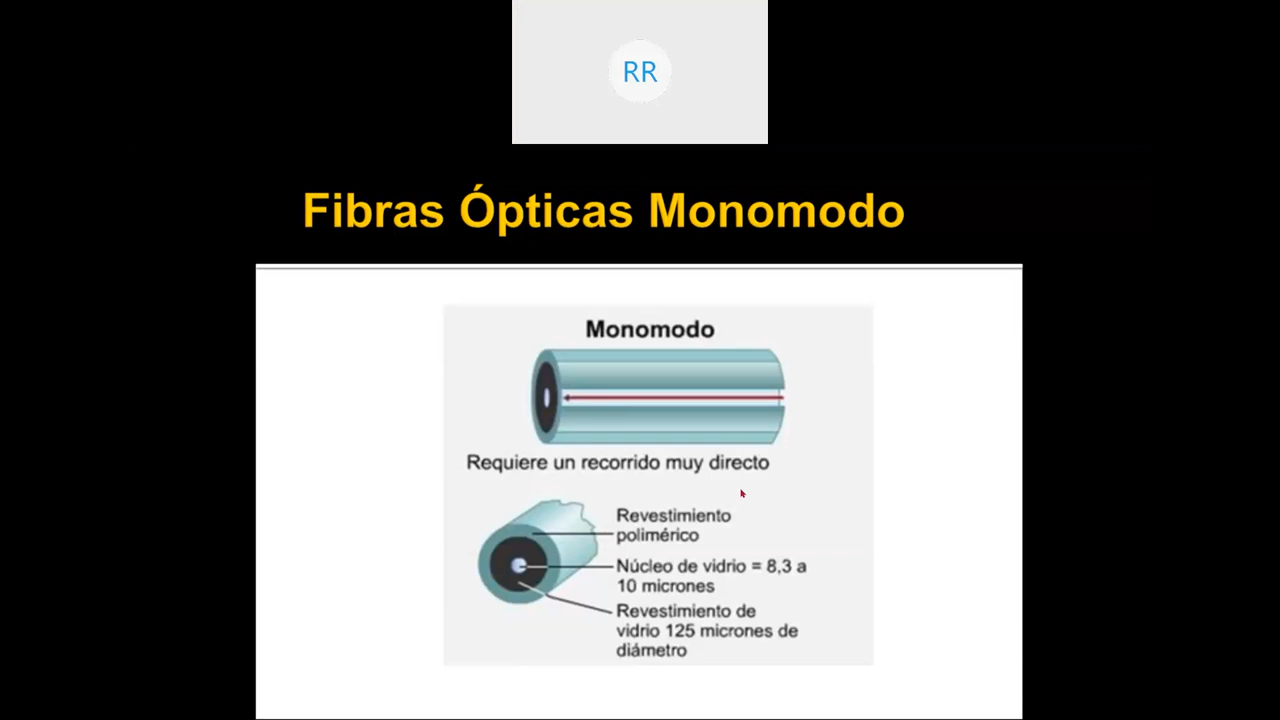 RR
Fibras Ópticas Monomodo
Monomodo
Requiere un recorrido muy directo
Revestimiento
polimérico
Núcleo de vidrio = 8,3 a
10 micrones
Revestimiento de
vidrio 125 micrones de
diámetro